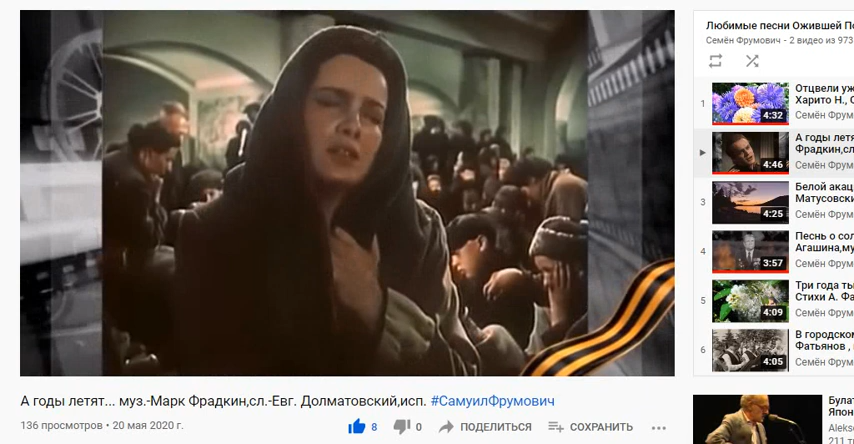 А годы летят... муз.-Марк Фрадкин,сл.-Евг. Долматовский,исп. #СамуилФрумович
136 просмотров • 20 мая 2020 г.
8
0
ПОДЕЛИТЬСЯ
СОХРАНИТЬ
Любимые песни Ожившей По
Семён Фрумович - 2 видео из 973
1
4:32
Отцвели уж
Харито Н., С
Семён Фрум
4:46
А годы летя
Фрадкин,сл
Семён Фрум
3
4:25
Белой акац
Матусовски
Семён Фрум
4
3:57
Песнь о сол
Агашина,му
Семён Фрум
5
4:09
Три года ты
Стихи А. Фа
Семён Фрум
6
4:05
В городском
Фатьянов ,
Семён Фрум
Булат
Япон
Alekse
211 т